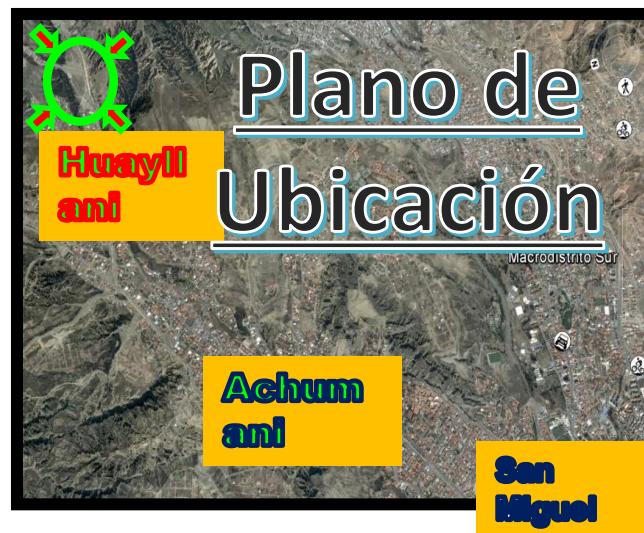 Plano de
Ubicación
Huayll
ani
Macrodistrito Sur
Achum
ani
San
Miguel